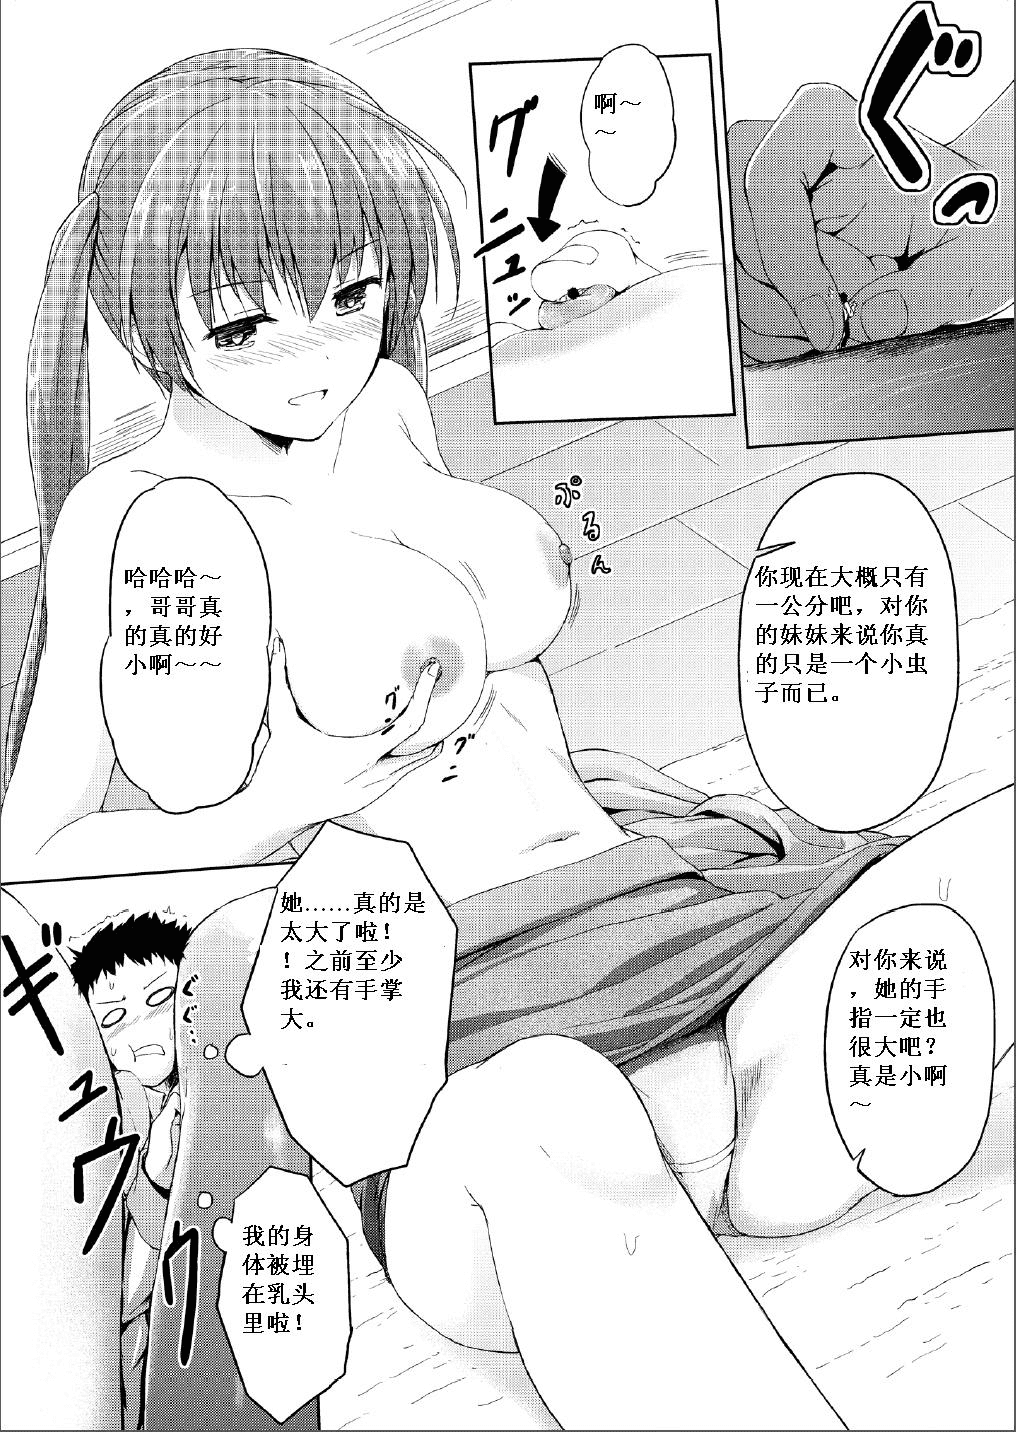 ぐっ
啊～
～
グニュ
你现在大概只有
一公分吧，对你
的妹妹来说你真
的只是一个小虫
子而已。
ぷるん
哈哈哈～
，哥哥真
的真的好
小啊～～
グニ
グニ
对你来说
，她的手
指一定也
很大吧？
真是小啊
～
她……真的是
太大了啦！
！之前至少
我还有手掌
大。
ギュウウ
ぐぐ…
我的身
体被埋
在乳头
里啦！